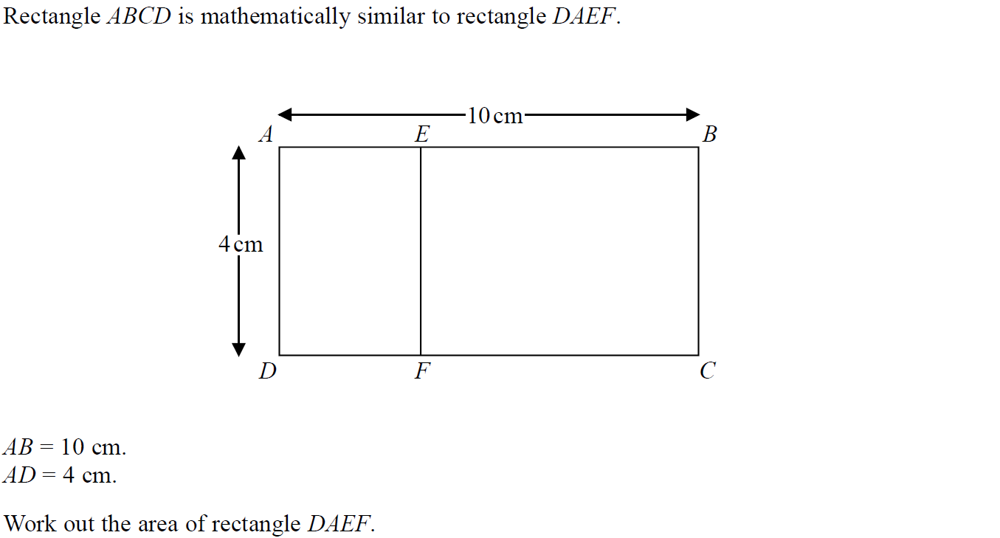 Rectangle ABCD is mathematically similar to rectangle DAEF.
10 cm
A E B
4 cm
D F C
AB = 10 cm.
AD = 4 cm.
Work out the area of rectangle DAEF.